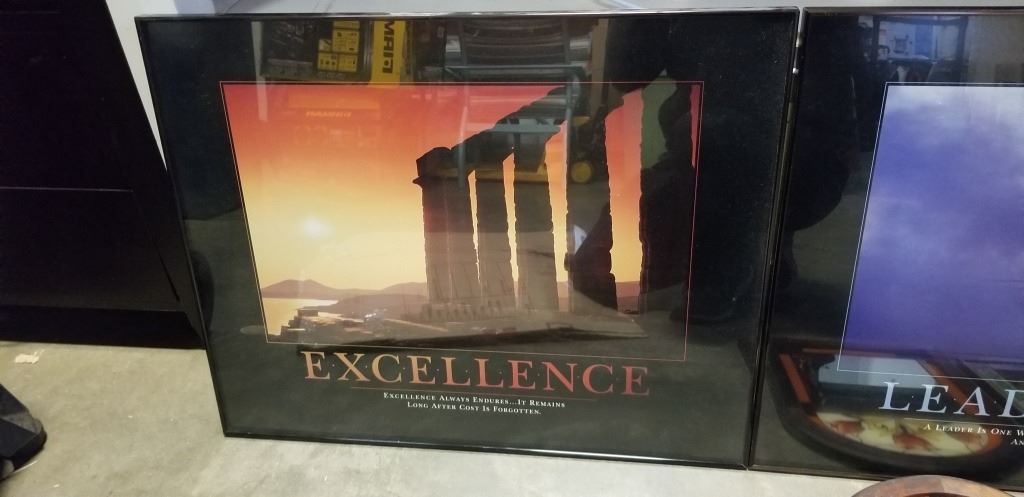 EXCELLENCE
EXCELLENCE ALWAYS ENDURES...IT REMAINS
LONG AFTER COST IS FORGOTTEN.
LEAD
A LEADER IS ONE W
AN